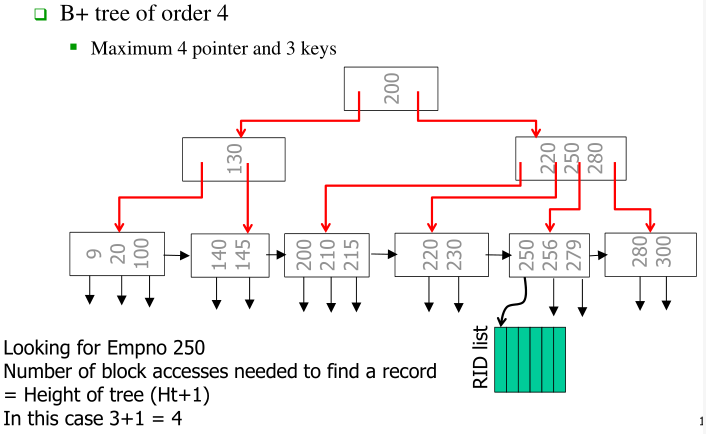 B+ tree of order 4
Maximum 4 pointer and 3 keys
200
130
220 250 280
9 20 100
140 145
200 210 215
220 230
250 256 279
280 300
RID list
Looking for Empno 250
Number of block accesses needed to find a record
= Height of tree (Ht+1)
In this case 3+1 = 4
1